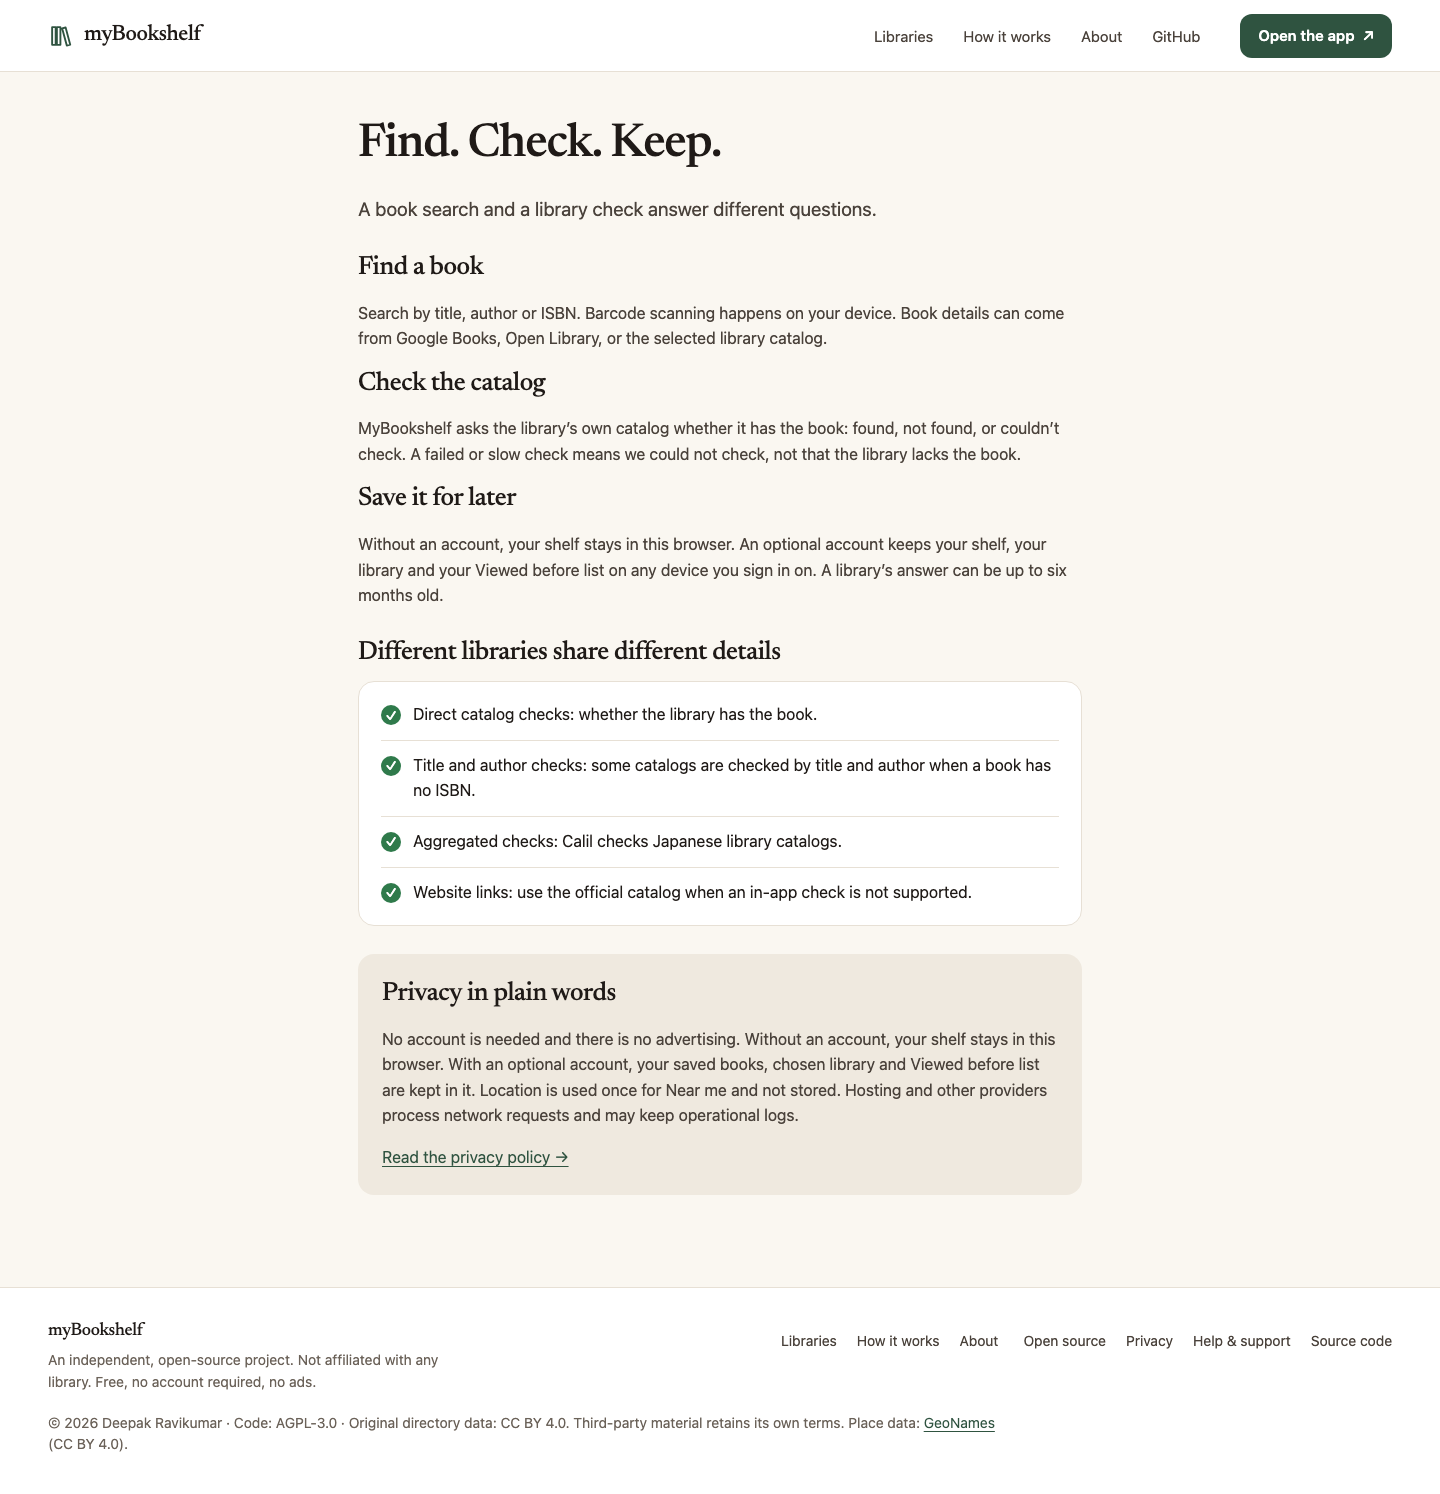 myBookshelf
Libraries How it works About GitHub Open the app ↗
Find. Check. Keep.
A book search and a library check answer different questions.
Find a book
Search by title, author or ISBN. Barcode scanning happens on your device. Book details can come
from Google Books, Open Library, or the selected library catalog.
Check the catalog
MyBookshelf asks the library’s own catalog whether it has the book: found, not found, or couldn’t
check. A failed or slow check means we could not check, not that the library lacks the book.
Save it for later
Without an account, your shelf stays in this browser. An optional account keeps your shelf, your
library and your Viewed before list on any device you sign in on. A library’s answer can be up to six
months old.
Different libraries share different details
Direct catalog checks: whether the library has the book.
Title and author checks: some catalogs are checked by title and author when a book has
no ISBN.
Aggregated checks: Calil checks Japanese library catalogs.
Website links: use the official catalog when an in-app check is not supported.
Privacy in plain words
No account is needed and there is no advertising. Without an account, your shelf stays in this
browser. With an optional account, your saved books, chosen library and Viewed before list
are kept in it. Location is used once for Near me and not stored. Hosting and other providers
process network requests and may keep operational logs.
Read the privacy policy →
myBookshelf
An independent, open-source project. Not affiliated with any
library. Free, no account required, no ads.
Libraries How it works About Open source Privacy Help & support Source code
© 2026 Deepak Ravikumar · Code: AGPL-3.0 · Original directory data: CC BY 4.0. Third-party material retains its own terms. Place data: GeoNames
(CC BY 4.0).